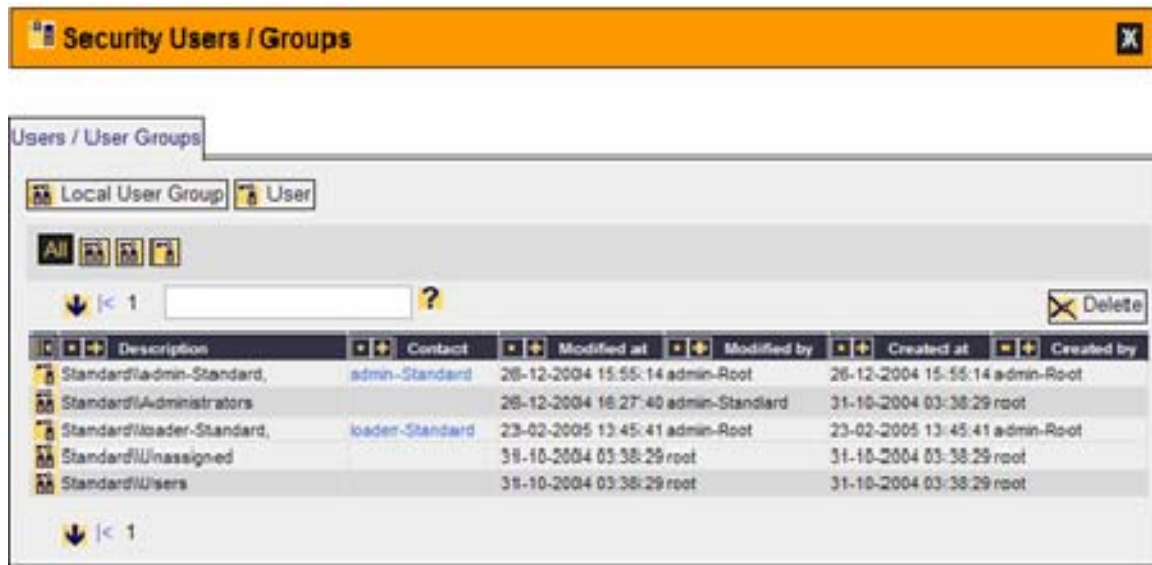 Security Users / Groups
Users / User Groups
Local User Group User
All
|< 1 ? Delete
Description Contact Modified at Modified by Created at Created by
Standard\\admin-Standard, admin-Standard 26-12-2004 15:55:14 admin-Root 26-12-2004 15:55:14 admin-Root
Standard\\Administrators 26-12-2004 16:27:40 admin-Standard 31-10-2004 03:38:29 root
Standard\\loader-Standard, loader-Standard 23-02-2005 13:45:41 admin-Root 23-02-2005 13:45:41 admin-Root
Standard\\Unassigned 31-10-2004 03:38:29 root 31-10-2004 03:38:29 root
Standard\\Users 31-10-2004 03:38:29 root 31-10-2004 03:38:29 root
|< 1